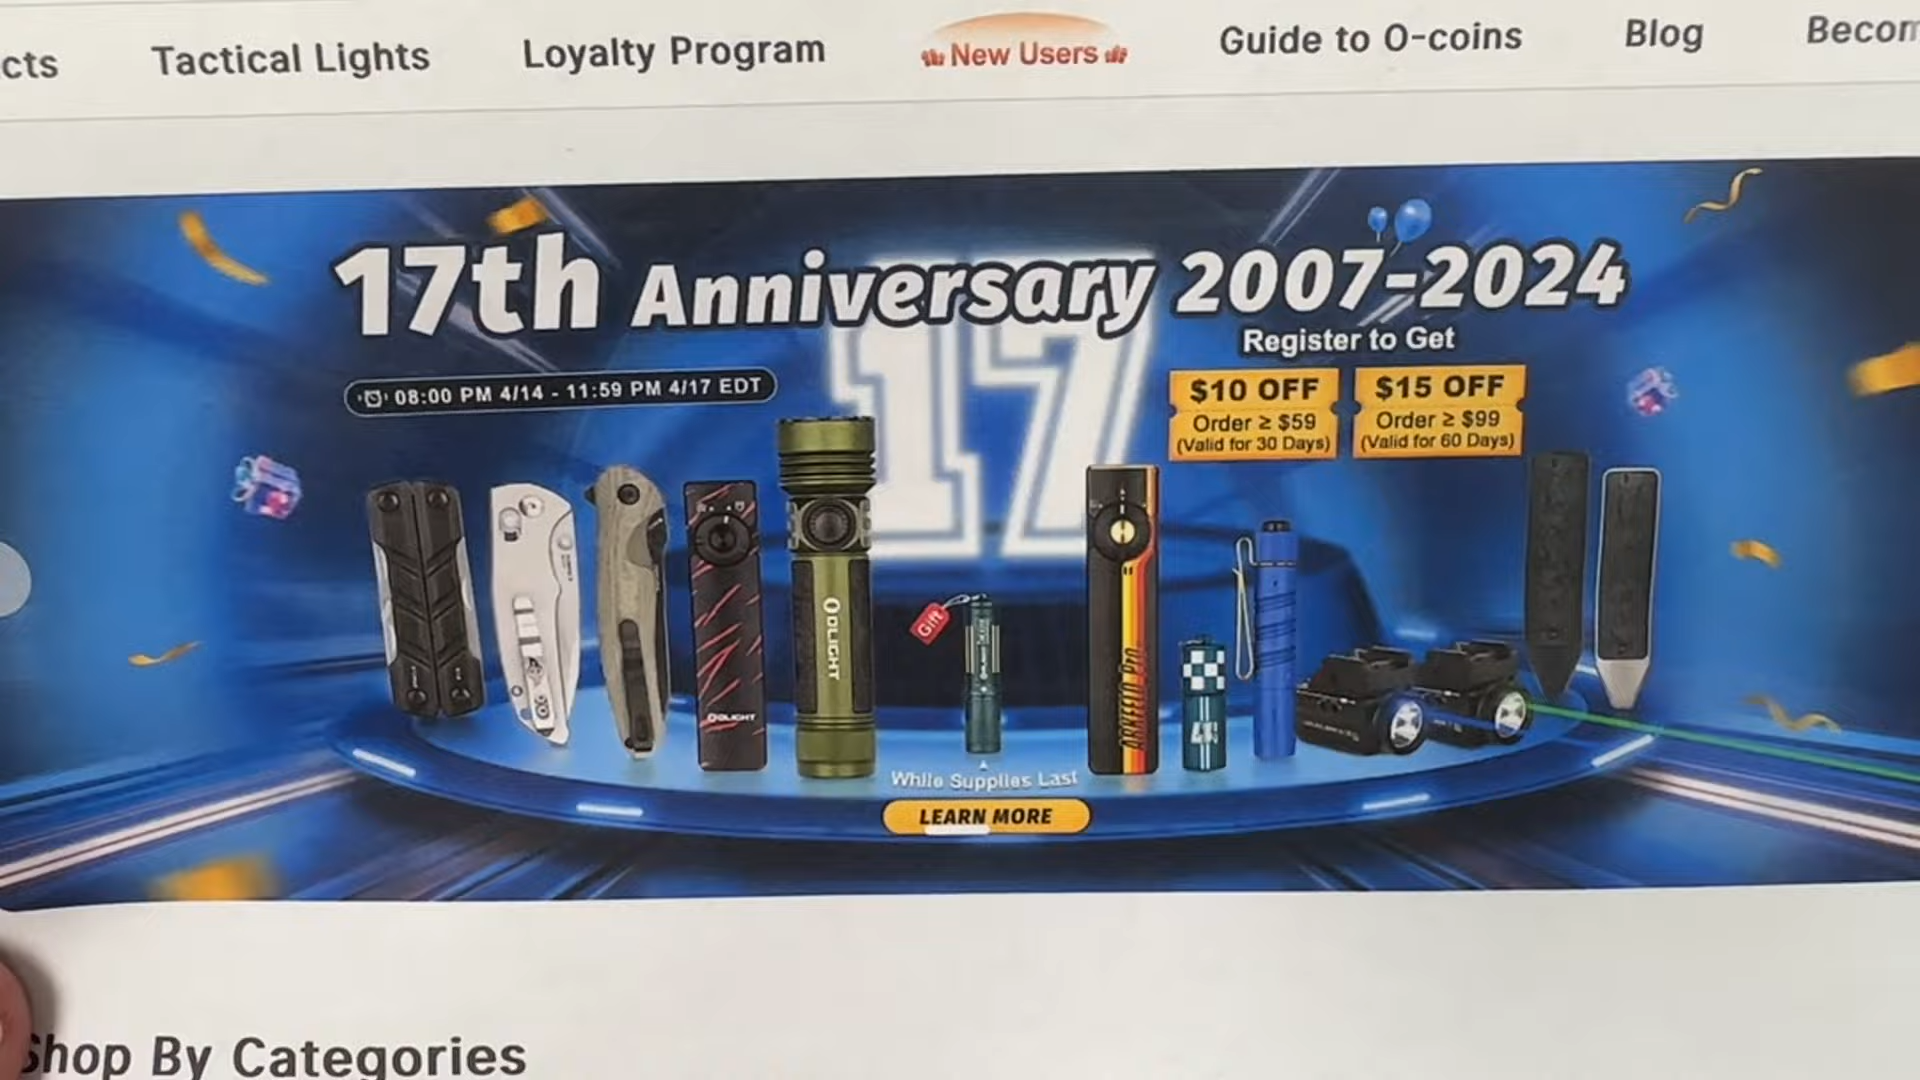 cts
Tactical Lights
Loyalty Program
New Users
Guide to O-coins
Blog
Becom
17th Anniversary 2007-2024
Register to Get
08:00 PM 4/14 - 11:59 PM 4/17 EDT
$10 OFF
Order ≥ $59
(Valid for 30 Days)
$15 OFF
Order ≥ $99
(Valid for 60 Days)
17
OLIGHT
OLIGHT
Gift
ARKFELD Pro
While Supplies Last
LEARN MORE
Shop By Categories